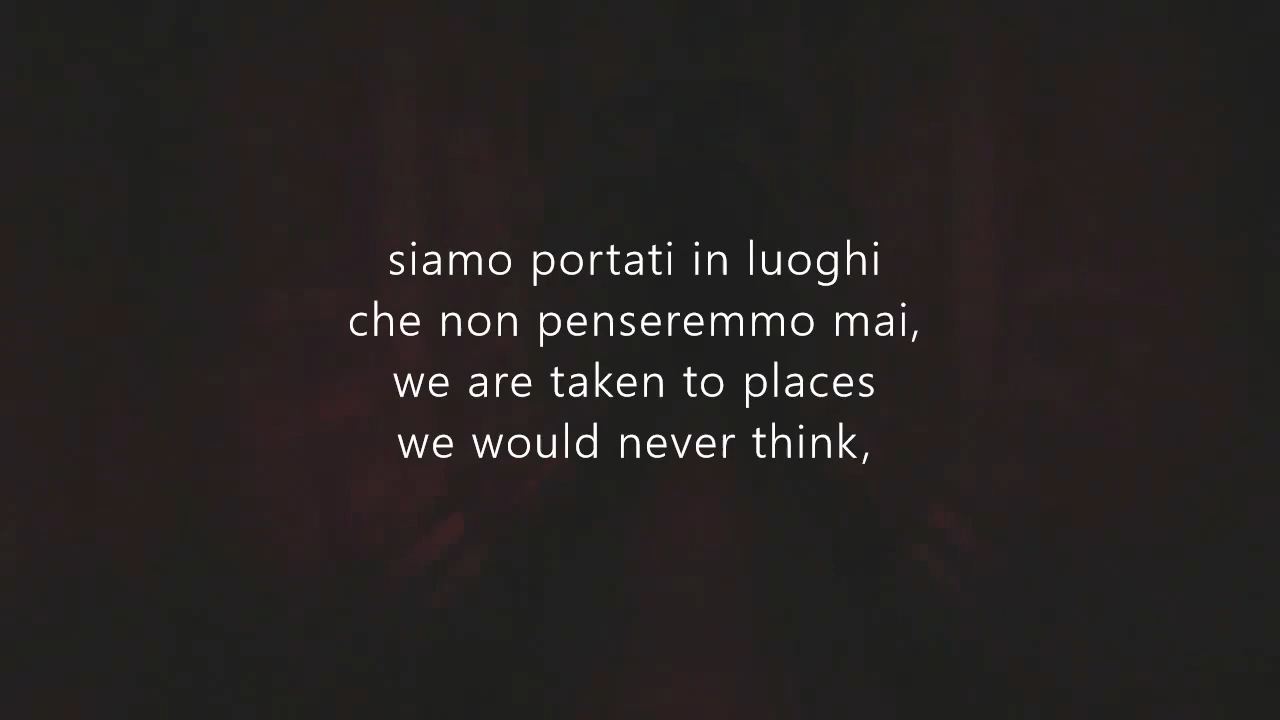 siamo portati in luoghi
che non penseremmo mai,
we are taken to places
we would never think,